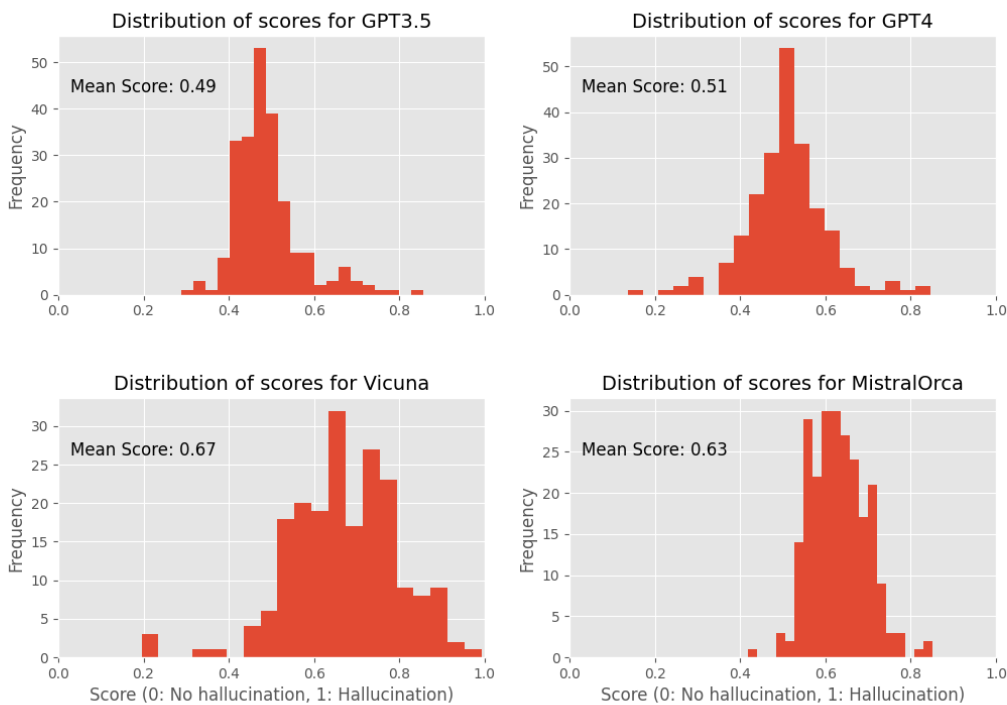 Distribution of scores for GPT3.5
Mean Score: 0.49
Frequency
50
40
30
20
10
0
0.0 0.2 0.4 0.6 0.8 1.0
Distribution of scores for GPT4
Mean Score: 0.51
Frequency
50
40
30
20
10
0
0.0 0.2 0.4 0.6 0.8 1.0
Distribution of scores for Vicuna
Mean Score: 0.67
Frequency
30
25
20
15
10
5
0
0.0 0.2 0.4 0.6 0.8 1.0
Score (0: No hallucination, 1: Hallucination)
Distribution of scores for MistralOrca
Mean Score: 0.63
Frequency
30
25
20
15
10
5
0
0.0 0.2 0.4 0.6 0.8 1.0
Score (0: No hallucination, 1: Hallucination)